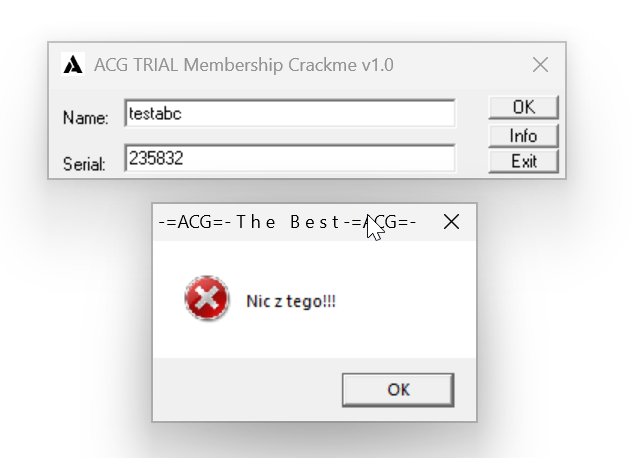 ACG TRIAL Membership Crackme v1.0
Name: testabc OK
Info
Serial: 235832 Exit
-=ACG=- T h e   B e s t -=ACG=-
Nic z tego!!!
OK